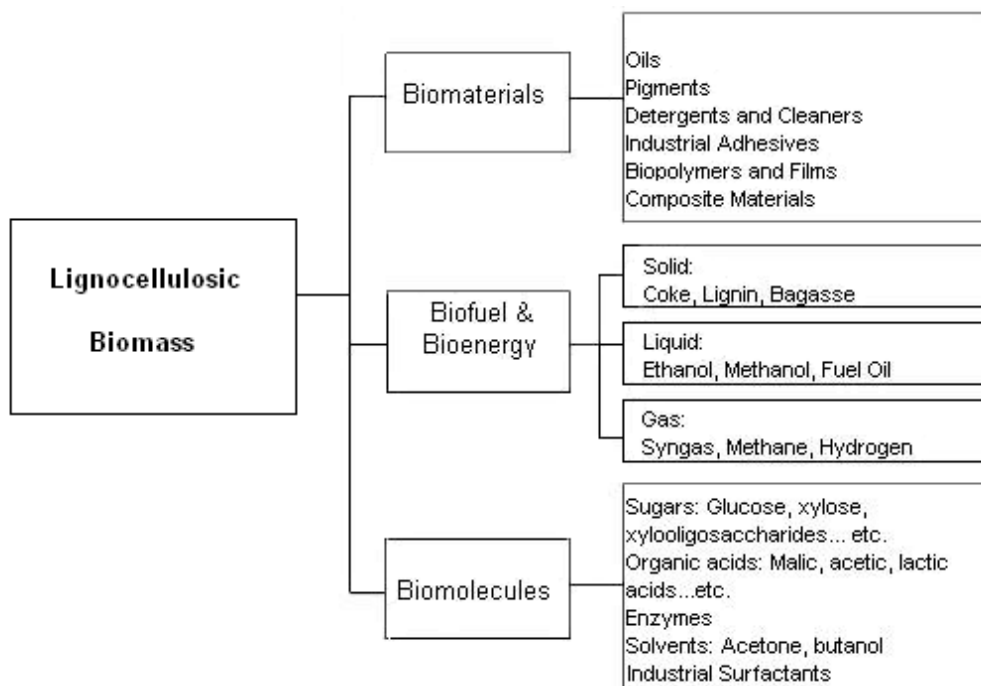 Lignocellulosic
Biomass
Biomaterials
Oils
Pigments
Detergents and Cleaners
Industrial Adhesives
Biopolymers and Films
Composite Materials
Biofuel &
Bioenergy
Solid:
Coke, Lignin, Bagasse
Liquid:
Ethanol, Methanol, Fuel Oil
Gas:
Syngas, Methane, Hydrogen
Biomolecules
Sugars: Glucose, xylose,
xylooligosaccharides... etc.
Organic acids: Malic, acetic, lactic
acids...etc.
Enzymes
Solvents: Acetone, butanol
Industrial Surfactants